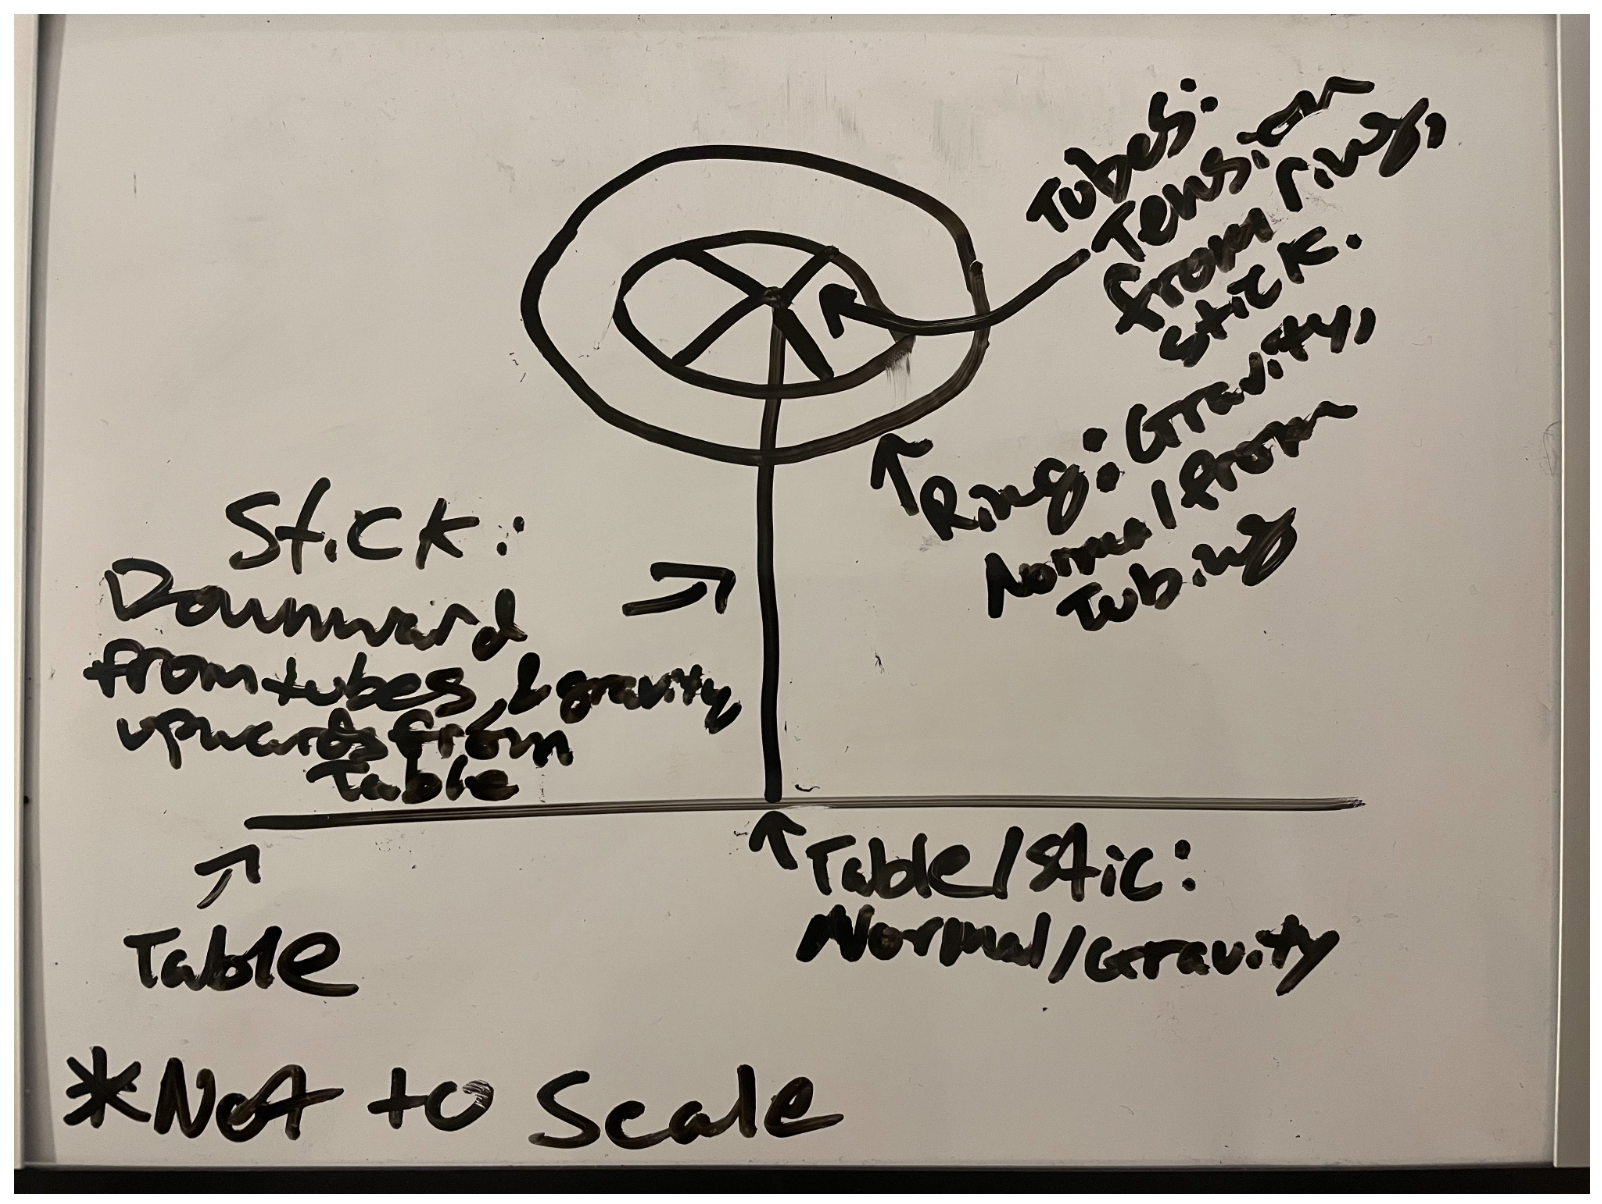 Tubes:
Tension
from ring,
stick.
Ring: Gravity,
Normal from
Tubing
Stick:
Downward
from tubes & gravity
upwards from
Table
Table/Stic:
Normal/Gravity
Table
*Not to Scale